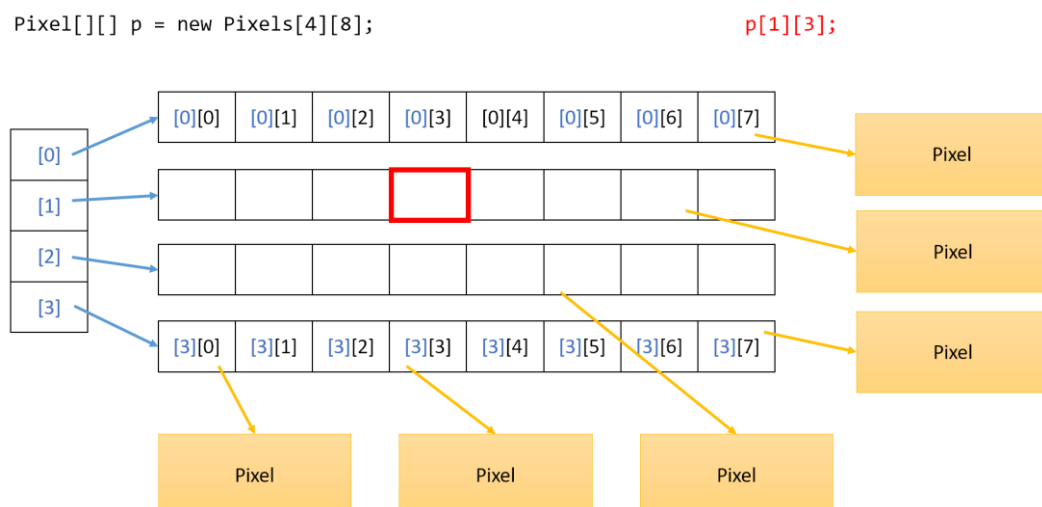 Pixel[][] p = new Pixels[4][8];
p[1][3];
[0][0] [0][1] [0][2] [0][3] [0][4] [0][5] [0][6] [0][7]
[0]
[1]
[2]
[3]
Pixel
Pixel
Pixel
[3][0] [3][1] [3][2] [3][3] [3][4] [3][5] [3][6] [3][7]
Pixel
Pixel
Pixel